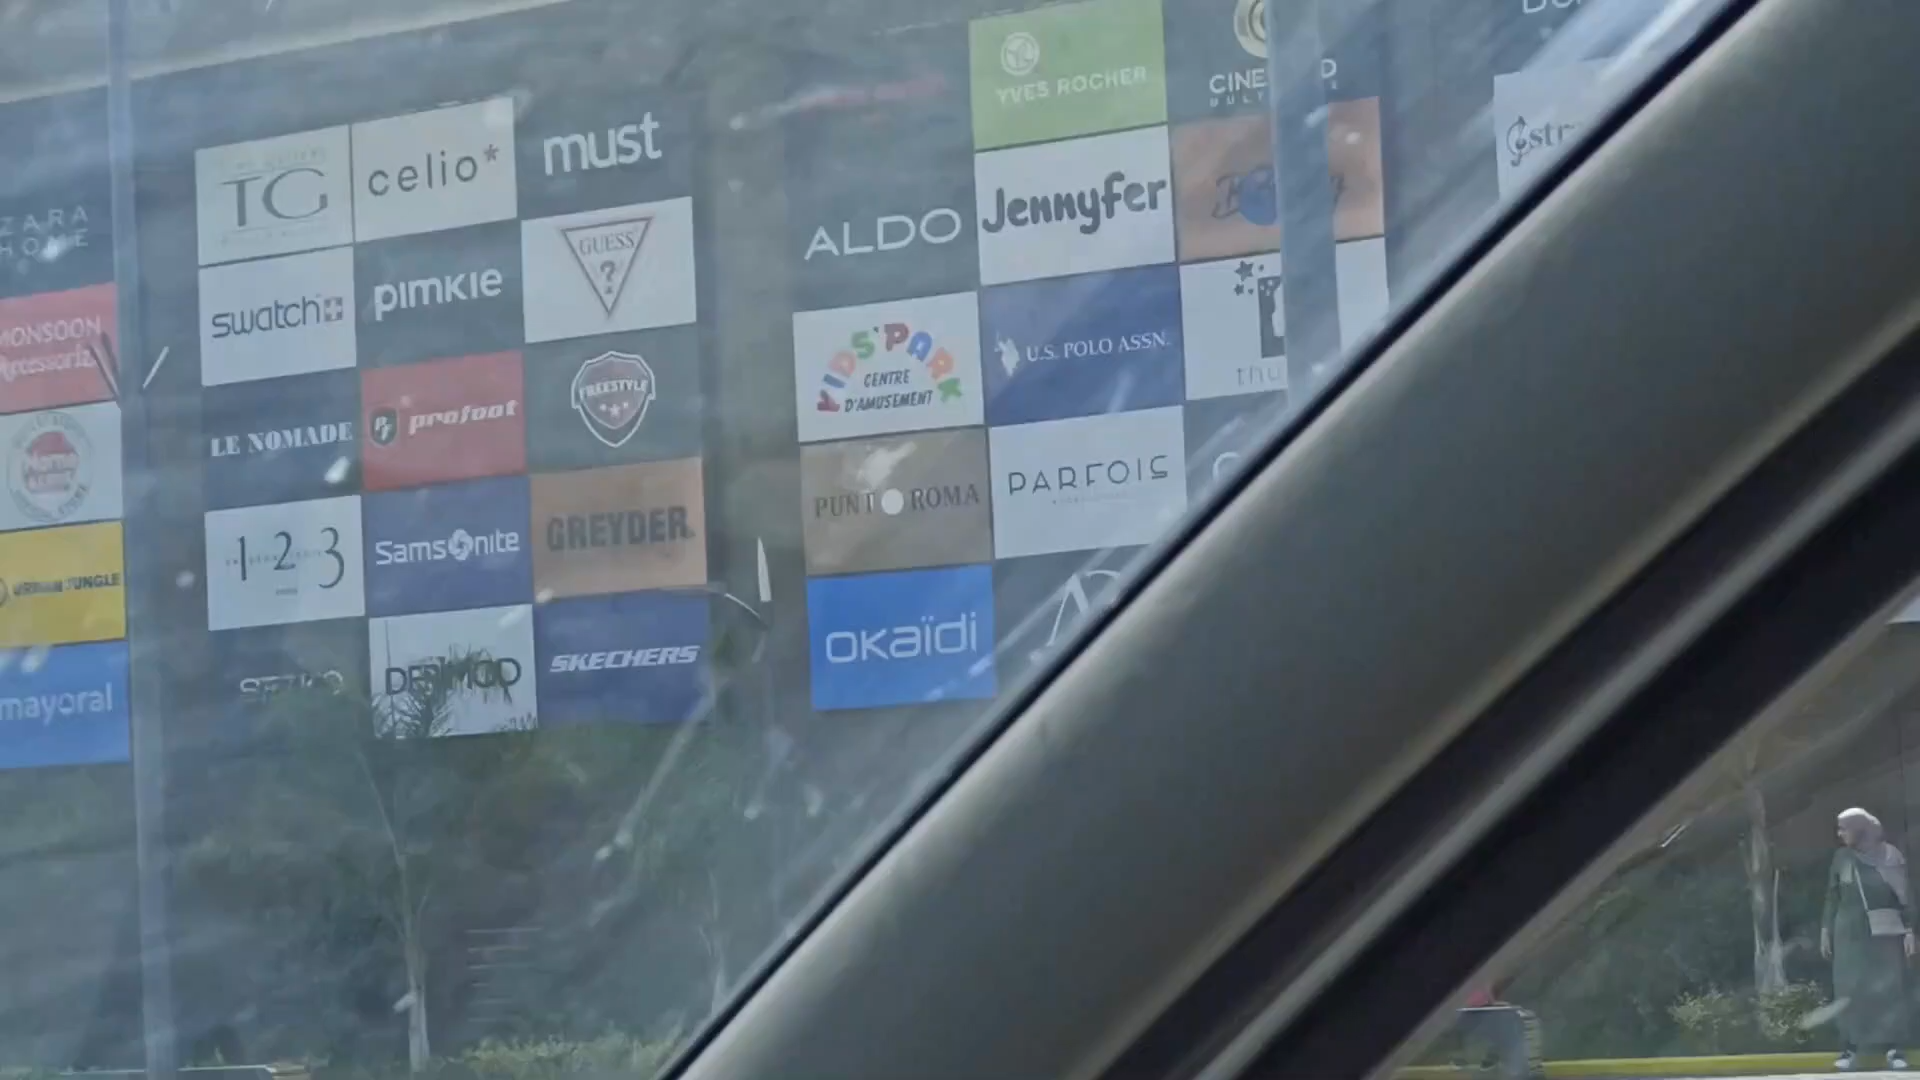 ZARA
HOME
MONSOON
Accessorize
URBAN JUNGLE
mayoral
TG
celio*
must
swatch
pimkie
GUESS
?
LE NOMADE
profoot
FREESTYLE
1 2 3
Samsonite
GREYDER
SKECHERS
YVES ROCHER
ALDO
Jennyfer
KIDS' PARK
CENTRE
D'AMUSEMENT
U.S. POLO ASSN.
PUNT ROMA
PARFOIS
okaïdi